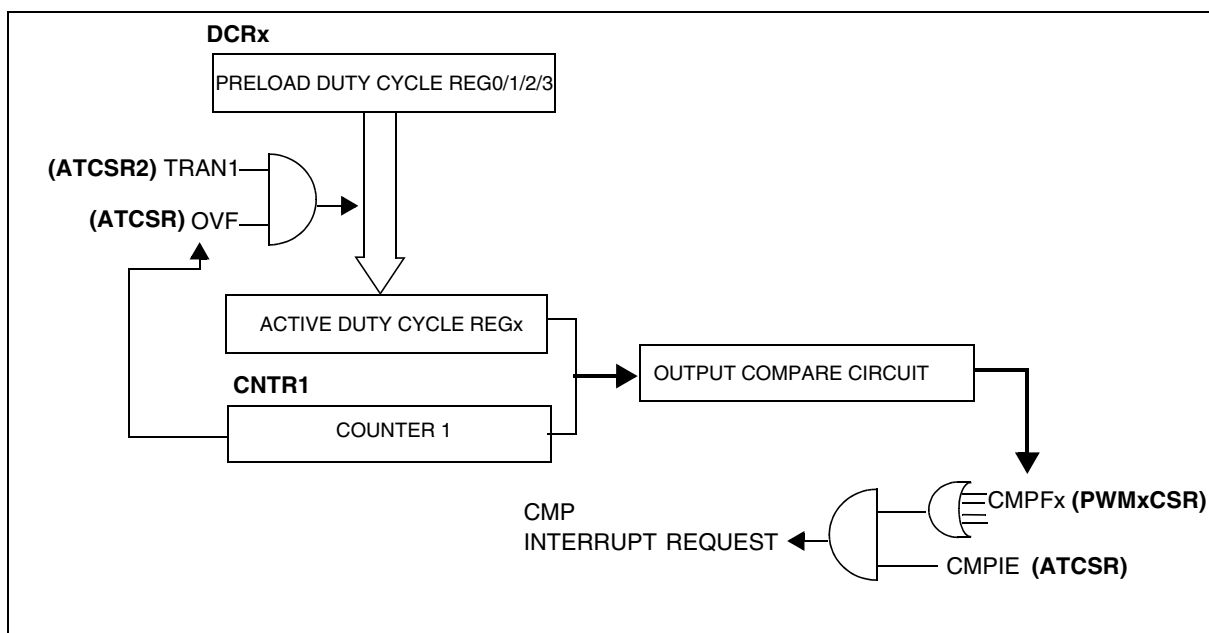 DCRx
PRELOAD DUTY CYCLE REG0/1/2/3
(ATCSR2) TRAN1
(ATCSR) OVF
ACTIVE DUTY CYCLE REGx
CNTR1
COUNTER 1
OUTPUT COMPARE CIRCUIT
CMPFx (PWMxCSR)
CMP
INTERRUPT REQUEST
CMPIE (ATCSR)